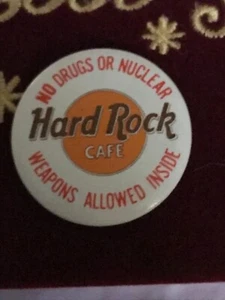 NO DRUGS OR NUCLEAR
Hard Rock
CAFE
WEAPONS ALLOWED INSIDE